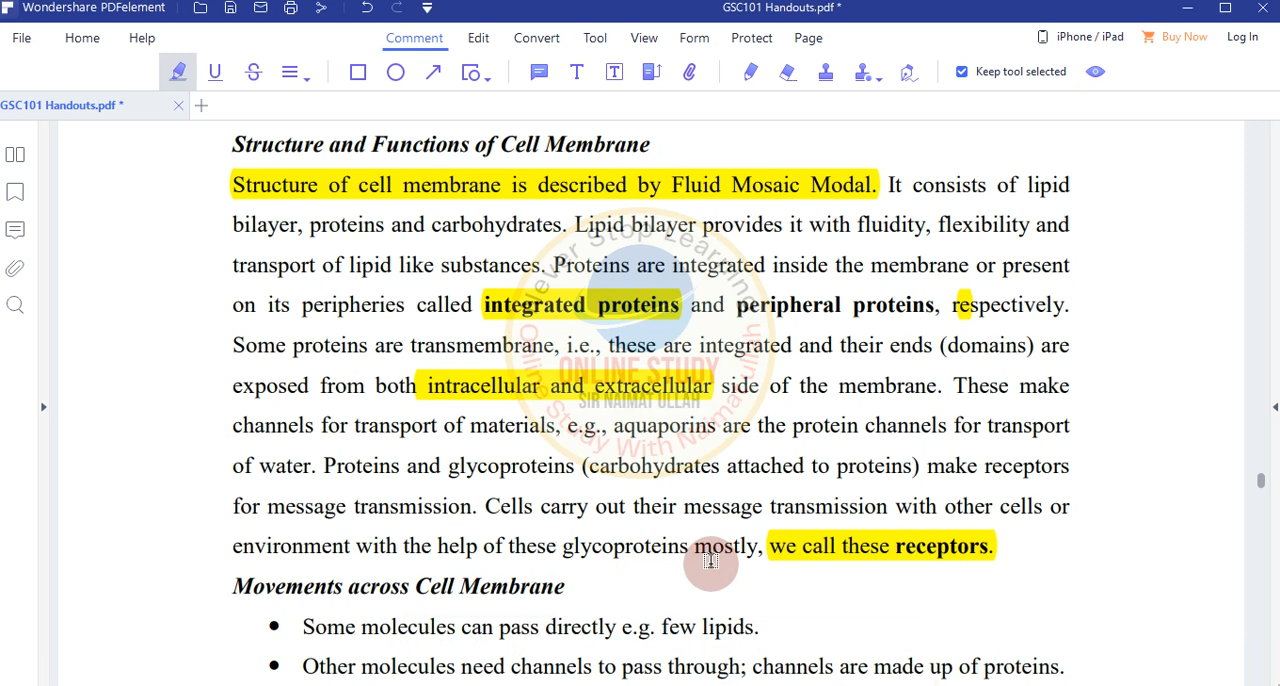 Wondershare PDFelement
GSC101 Handouts.pdf *
File Home Help Comment Edit Convert Tool View Form Protect Page iPhone / iPad Buy Now Log In
Keep tool selected
GSC101 Handouts.pdf *
Structure and Functions of Cell Membrane
Structure of cell membrane is described by Fluid Mosaic Modal. It consists of lipid
bilayer, proteins and carbohydrates. Lipid bilayer provides it with fluidity, flexibility and
transport of lipid like substances. Proteins are integrated inside the membrane or present
on its peripheries called integrated proteins and peripheral proteins, respectively.
Some proteins are transmembrane, i.e., these are integrated and their ends (domains) are
exposed from both intracellular and extracellular side of the membrane. These make
channels for transport of materials, e.g., aquaporins are the protein channels for transport
of water. Proteins and glycoproteins (carbohydrates attached to proteins) make receptors
for message transmission. Cells carry out their message transmission with other cells or
environment with the help of these glycoproteins mostly, we call these receptors.
Movements across Cell Membrane
• Some molecules can pass directly e.g. few lipids.
• Other molecules need channels to pass through; channels are made up of proteins.
Never Stop Learning
ONLINE STUDY
SIR NAIMAT ULLAH
Online Study With Naimat